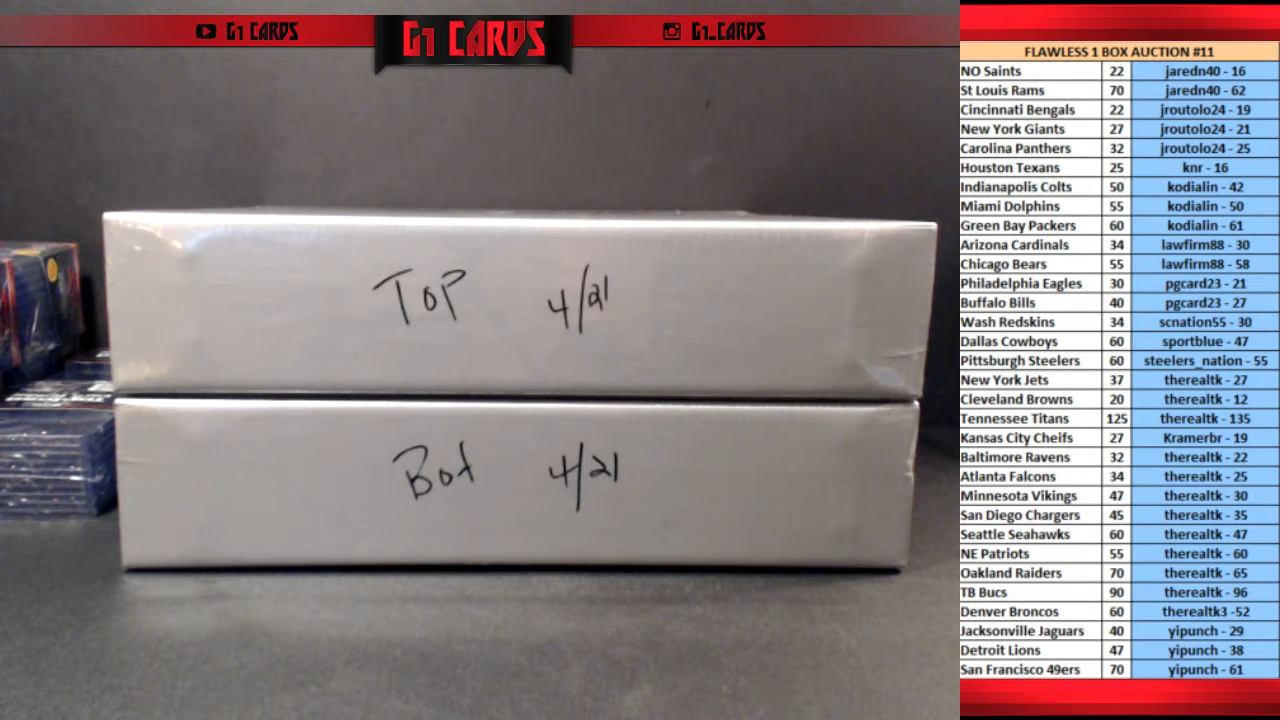 G1 CARDS
G1 CARDS
G1_CARDS
TOP 4/21
Bot 4/21
FLAWLESS 1 BOX AUCTION #11
NO Saints 22 jaredn40 - 16
St Louis Rams 70 jaredn40 - 62
Cincinnati Bengals 22 jroutolo24 - 19
New York Giants 27 jroutolo24 - 21
Carolina Panthers 32 jroutolo24 - 25
Houston Texans 25 knr - 16
Indianapolis Colts 50 kodialin - 42
Miami Dolphins 55 kodialin - 50
Green Bay Packers 60 kodialin - 61
Arizona Cardinals 34 lawfirm88 - 30
Chicago Bears 55 lawfirm88 - 58
Philadelphia Eagles 30 pgcard23 - 21
Buffalo Bills 40 pgcard23 - 27
Wash Redskins 34 scnation55 - 30
Dallas Cowboys 60 sportblue - 47
Pittsburgh Steelers 60 steelers_nation - 55
New York Jets 37 therealtk - 27
Cleveland Browns 20 therealtk - 12
Tennessee Titans 125 therealtk - 135
Kansas City Cheifs 27 Kramerbr - 19
Baltimore Ravens 32 therealtk - 22
Atlanta Falcons 34 therealtk - 25
Minnesota Vikings 47 therealtk - 30
San Diego Chargers 45 therealtk - 35
Seattle Seahawks 60 therealtk - 47
NE Patriots 55 therealtk - 60
Oakland Raiders 70 therealtk - 65
TB Bucs 90 therealtk - 96
Denver Broncos 60 therealtk3 -52
Jacksonville Jaguars 40 yipunch - 29
Detroit Lions 47 yipunch - 38
San Francisco 49ers 70 yipunch - 61